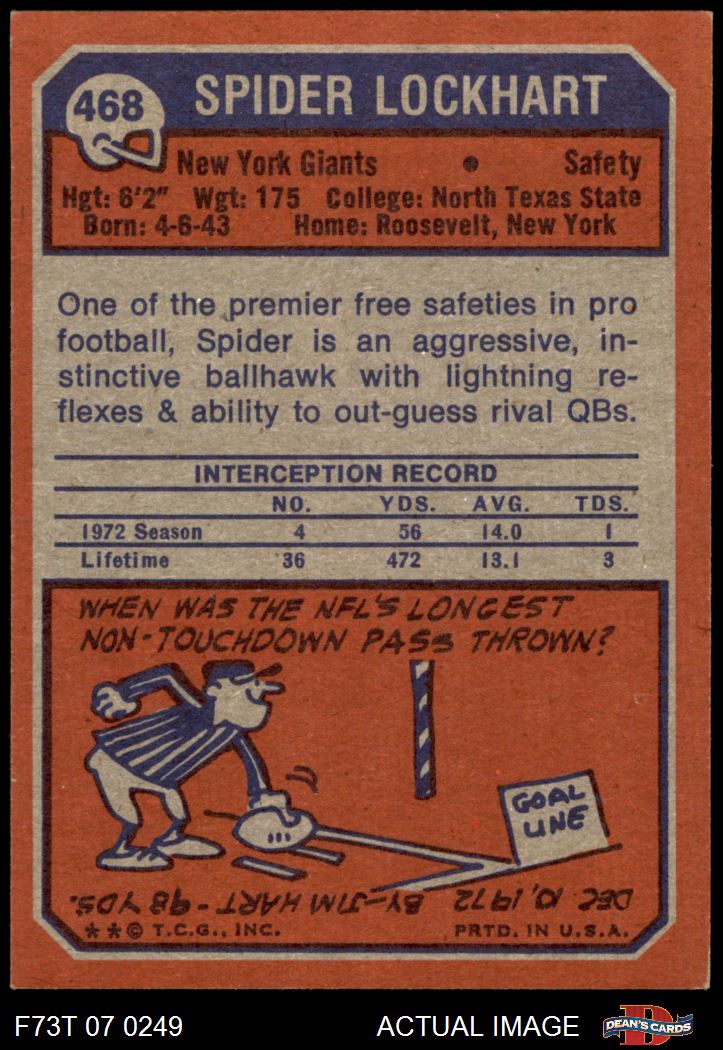 468
SPIDER LOCKHART
New York Giants • Safety
Hgt: 6'2" Wgt: 175 College: North Texas State
Born: 4-6-43 Home: Roosevelt, New York
One of the premier free safeties in pro
football, Spider is an aggressive, in-
stinctive ballhawk with lightning re-
flexes & ability to out-guess rival QBs.
INTERCEPTION RECORD
NO. YDS. AVG. TDS.
1972 Season 4 56 14.0 1
Lifetime 36 472 13.1 3
WHEN WAS THE NFL'S LONGEST
NON-TOUCHDOWN PASS THROWN?
GOAL
LINE
DEC 10, 1972 BY-JIM HART-98 YDS.
**© T.C.G., INC. PRTD. IN U.S.A.
F73T 07 0249 ACTUAL IMAGE
D
DEAN'S CARDS